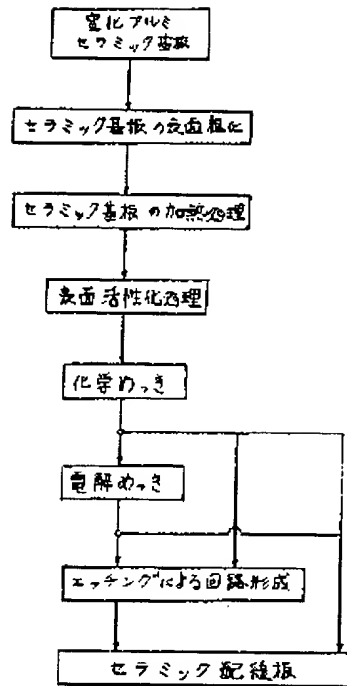 窒化アルミ
セラミック基板
セラミック基板の表面粗化
セラミック基板の加熱処理
表面活性化処理
化学めっき
電解めっき
エッチングによる回路形成
セラミック配線板